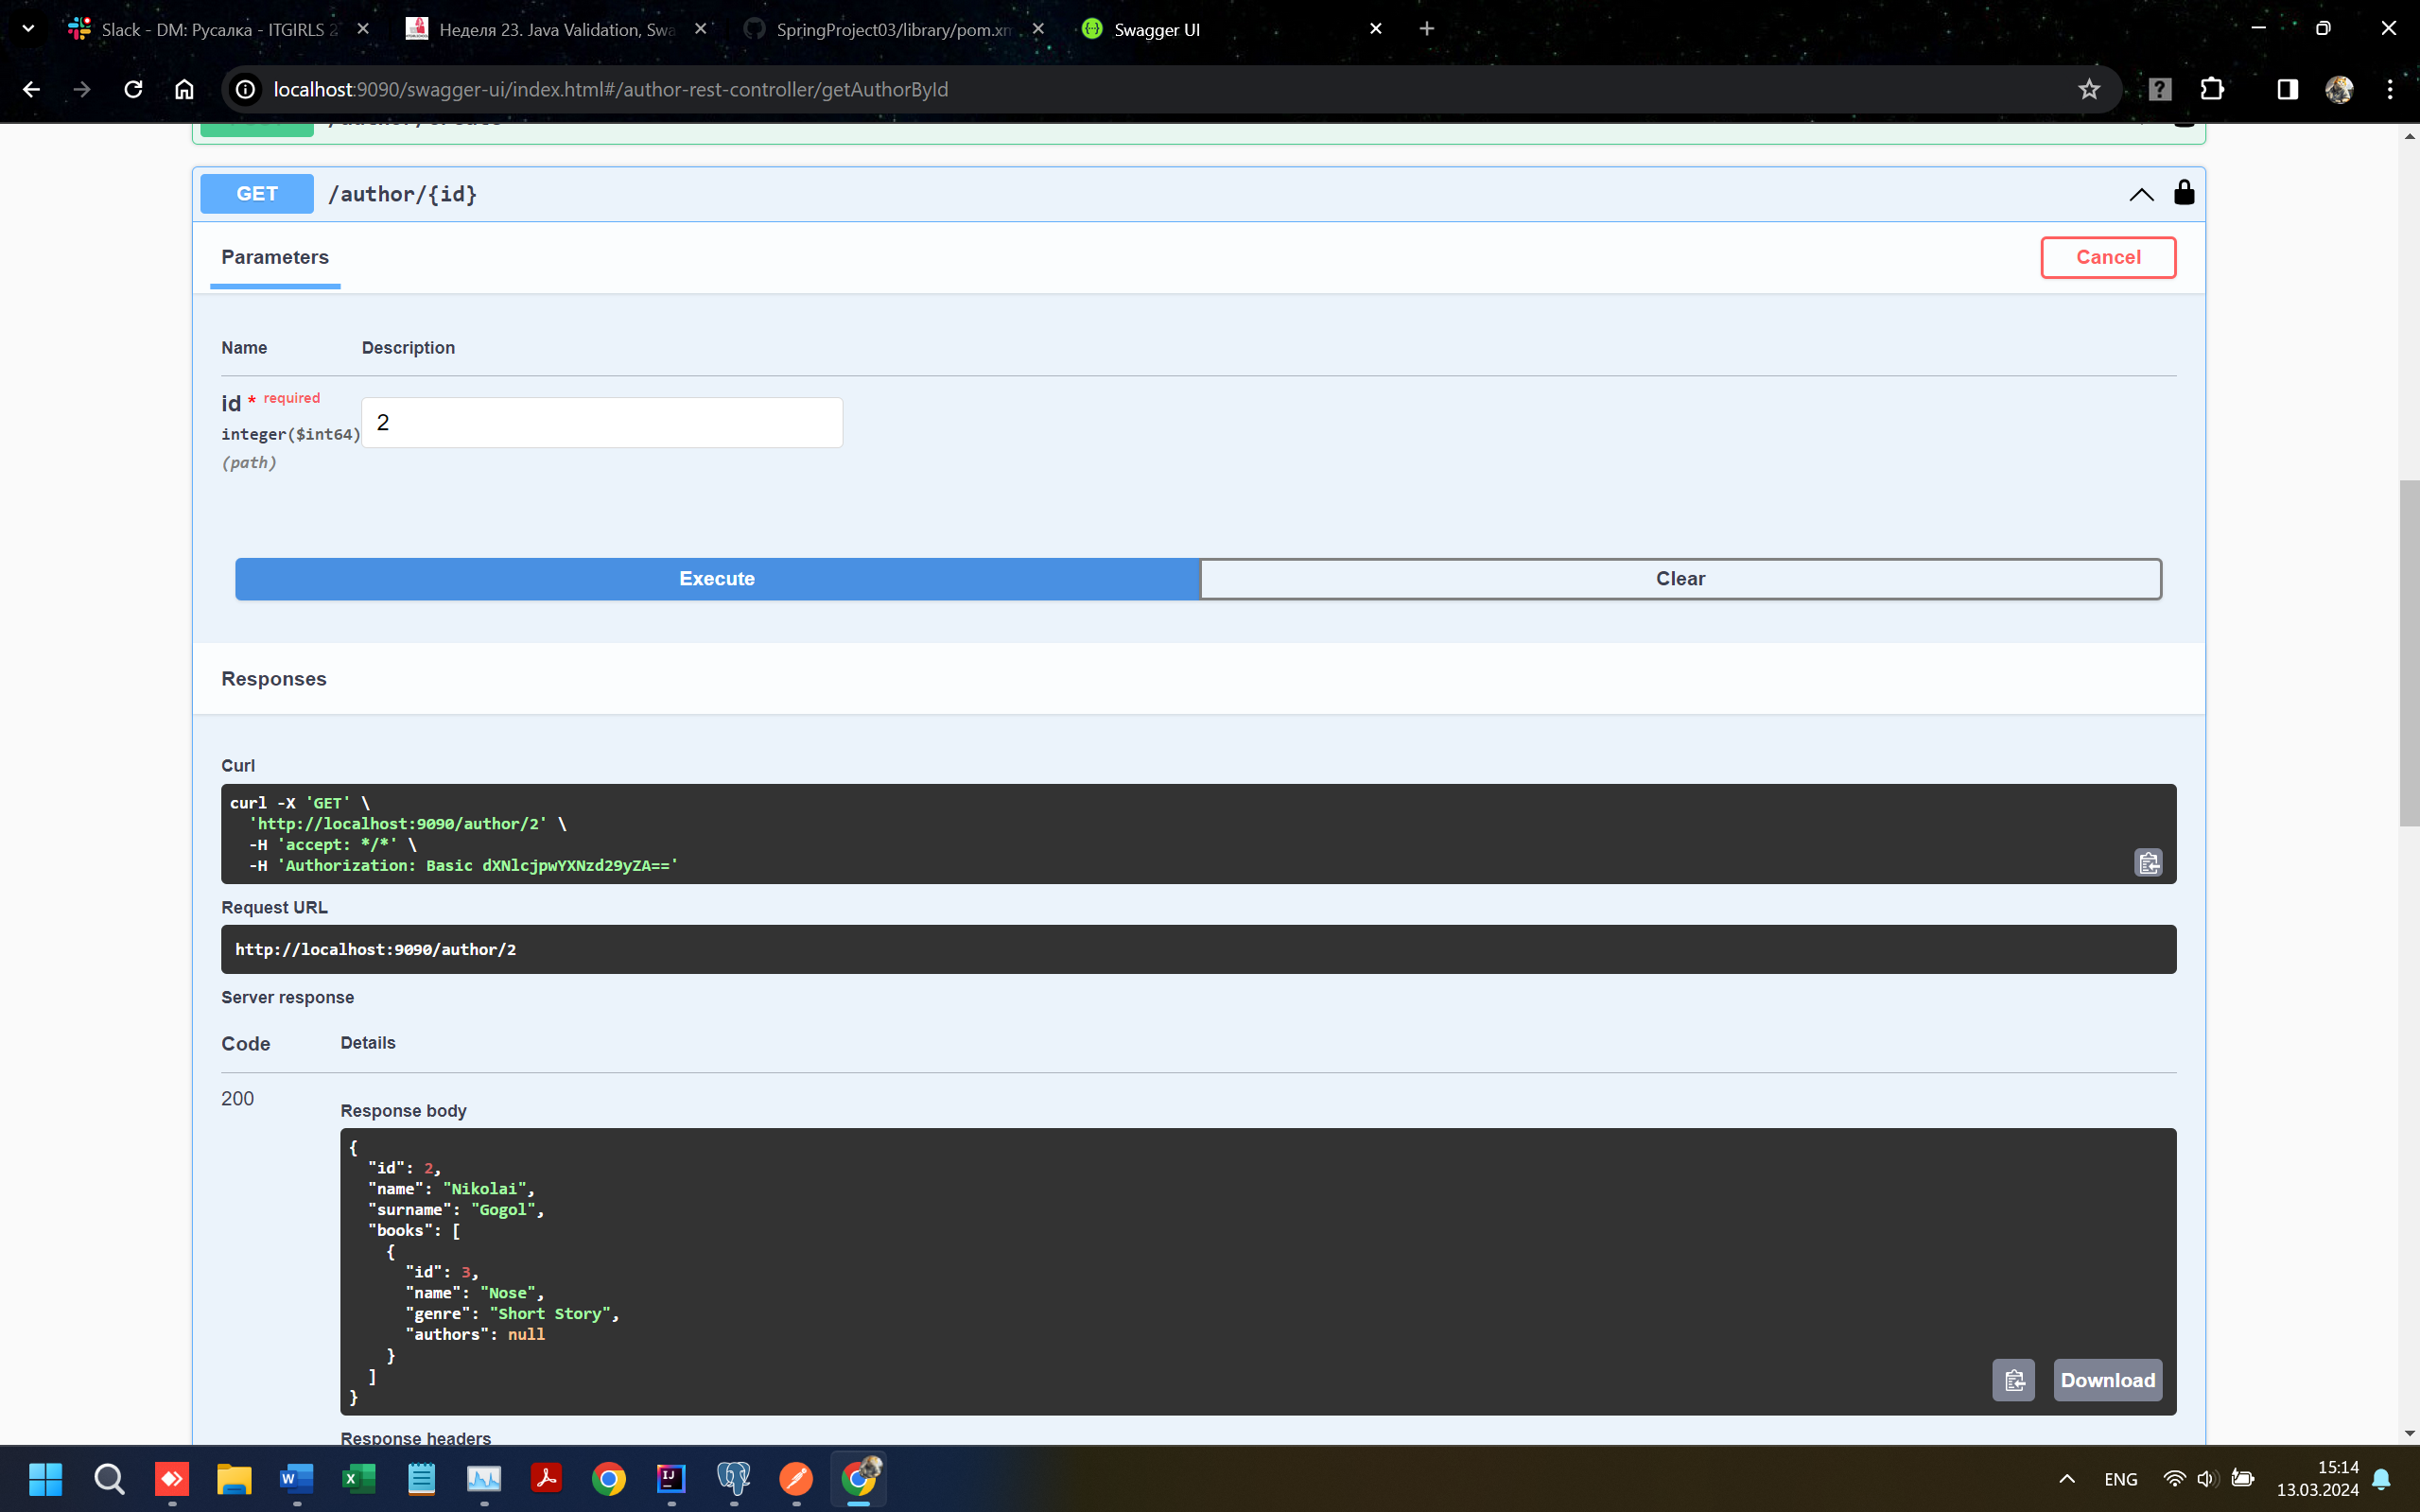 Slack - DM: Русалка - ITGIRLS 2
Неделя 23. Java Validation, Swa
SpringProject03/library/pom.xm
Swagger UI
localhost:9090/swagger-ui/index.html#/author-rest-controller/getAuthorById
GET /author/{id}
Parameters
Cancel
Name Description
id * required
integer($int64)
(path)
2
Execute
Clear
Responses
Curl
curl -X 'GET' \
'http://localhost:9090/author/2' \
-H 'accept: */*' \
-H 'Authorization: Basic dXNlcjpwYXNzd29yZA=='
Request URL
http://localhost:9090/author/2
Server response
Code Details
200
Response body
{
"id": 2,
"name": "Nikolai",
"surname": "Gogol",
"books": [
{
"id": 3,
"name": "Nose",
"genre": "Short Story",
"authors": null
}
]
}
Download
Response headers
ENG
15:14
13.03.2024